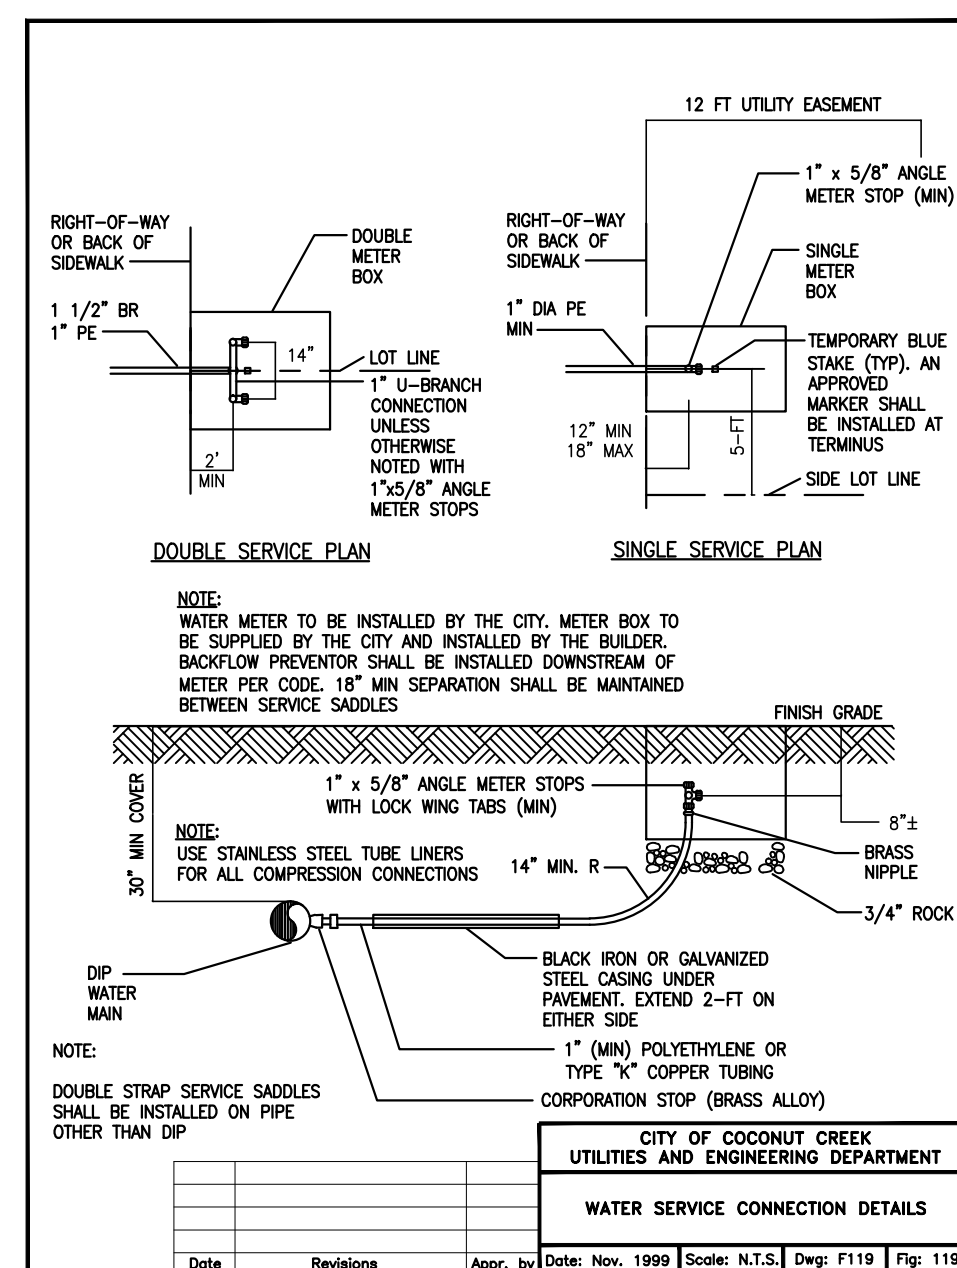 12 FT UTILITY EASEMENT
1" x 5/8" ANGLE
METER STOP (MIN)
RIGHT-OF-WAY
OR BACK OF
SIDEWALK
DOUBLE
METER
BOX
1 1/2" BR
1" PE
14"
LOT LINE
1" U-BRANCH
CONNECTION
UNLESS
OTHERWISE
NOTED WITH
1"x5/8" ANGLE
METER STOPS
2'
MIN
DOUBLE SERVICE PLAN
RIGHT-OF-WAY
OR BACK OF
SIDEWALK
SINGLE
METER
BOX
1" DIA PE
MIN
TEMPORARY BLUE
STAKE (TYP). AN
APPROVED
MARKER SHALL
BE INSTALLED AT
TERMINUS
12" MIN
18" MAX
5-FT
SIDE LOT LINE
SINGLE SERVICE PLAN
NOTE:
WATER METER TO BE INSTALLED BY THE CITY. METER BOX TO
BE SUPPLIED BY THE CITY AND INSTALLED BY THE BUILDER.
BACKFLOW PREVENTOR SHALL BE INSTALLED DOWNSTREAM OF
METER PER CODE. 18" MIN SEPARATION SHALL BE MAINTAINED
BETWEEN SERVICE SADDLES
FINISH GRADE
30" MIN COVER
1" x 5/8" ANGLE METER STOPS
WITH LOCK WING TABS (MIN)
8"±
NOTE:
USE STAINLESS STEEL TUBE LINERS
FOR ALL COMPRESSION CONNECTIONS
14" MIN. R
BRASS
NIPPLE
3/4" ROCK
DIP
WATER
MAIN
BLACK IRON OR GALVANIZED
STEEL CASING UNDER
PAVEMENT. EXTEND 2-FT ON
EITHER SIDE
1" (MIN) POLYETHYLENE OR
TYPE "K" COPPER TUBING
CORPORATION STOP (BRASS ALLOY)
NOTE:
DOUBLE STRAP SERVICE SADDLES
SHALL BE INSTALLED ON PIPE
OTHER THAN DIP
CITY OF COCONUT CREEK
UTILITIES AND ENGINEERING DEPARTMENT
WATER SERVICE CONNECTION DETAILS
Date Revisions Appr. by Date: Nov. 1999 Scale: N.T.S. Dwg: F119 Fig: 119